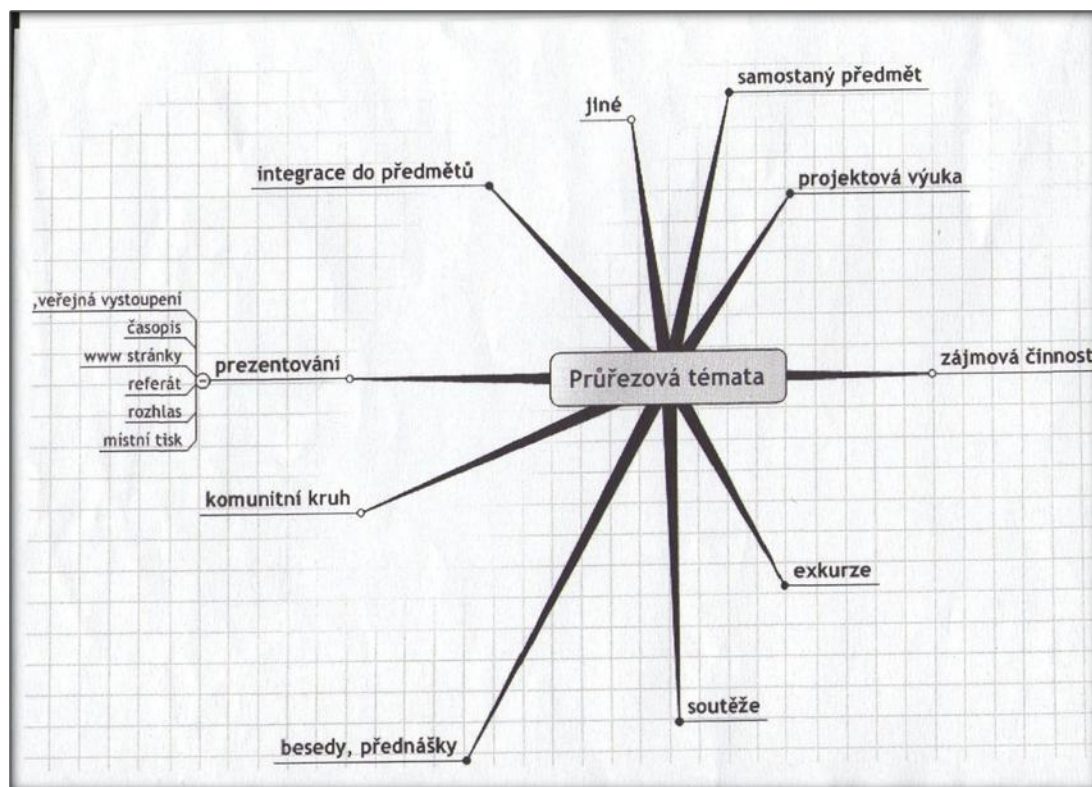 samostaný předmět
jiné
integrace do předmětů
projektová výuka
,veřejná vystoupení
časopis
www stránky
referát
rozhlas
místní tisk
prezentování
Průřezová témata
zájmová činnost
komunitní kruh
exkurze
soutěže
besedy, přednášky